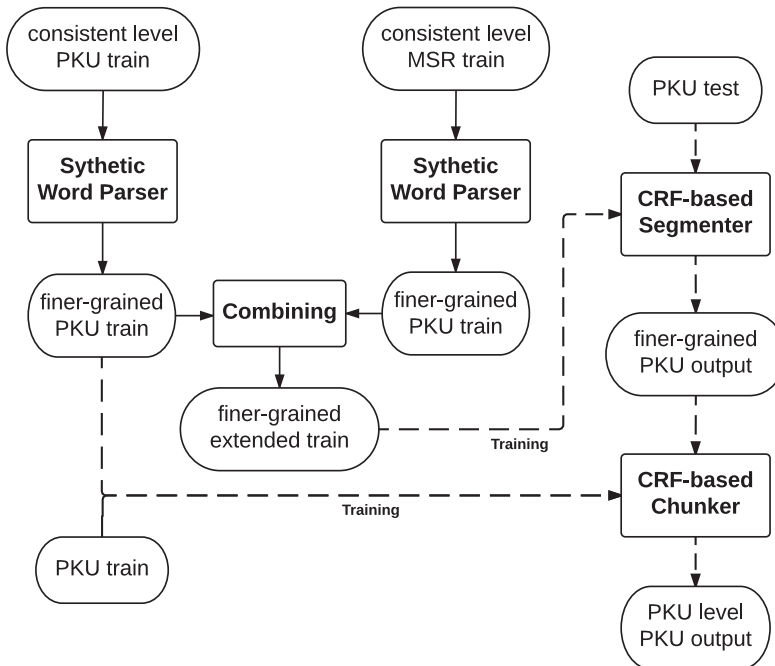 consistent level
PKU train
consistent level
MSR train
PKU test
Sythetic
Word Parser
Sythetic
Word Parser
CRF-based
Segmenter
finer-grained
PKU train
Combining
finer-grained
PKU train
finer-grained
PKU output
finer-grained
extended train
Training
CRF-based
Chunker
Training
PKU train
PKU level
PKU output